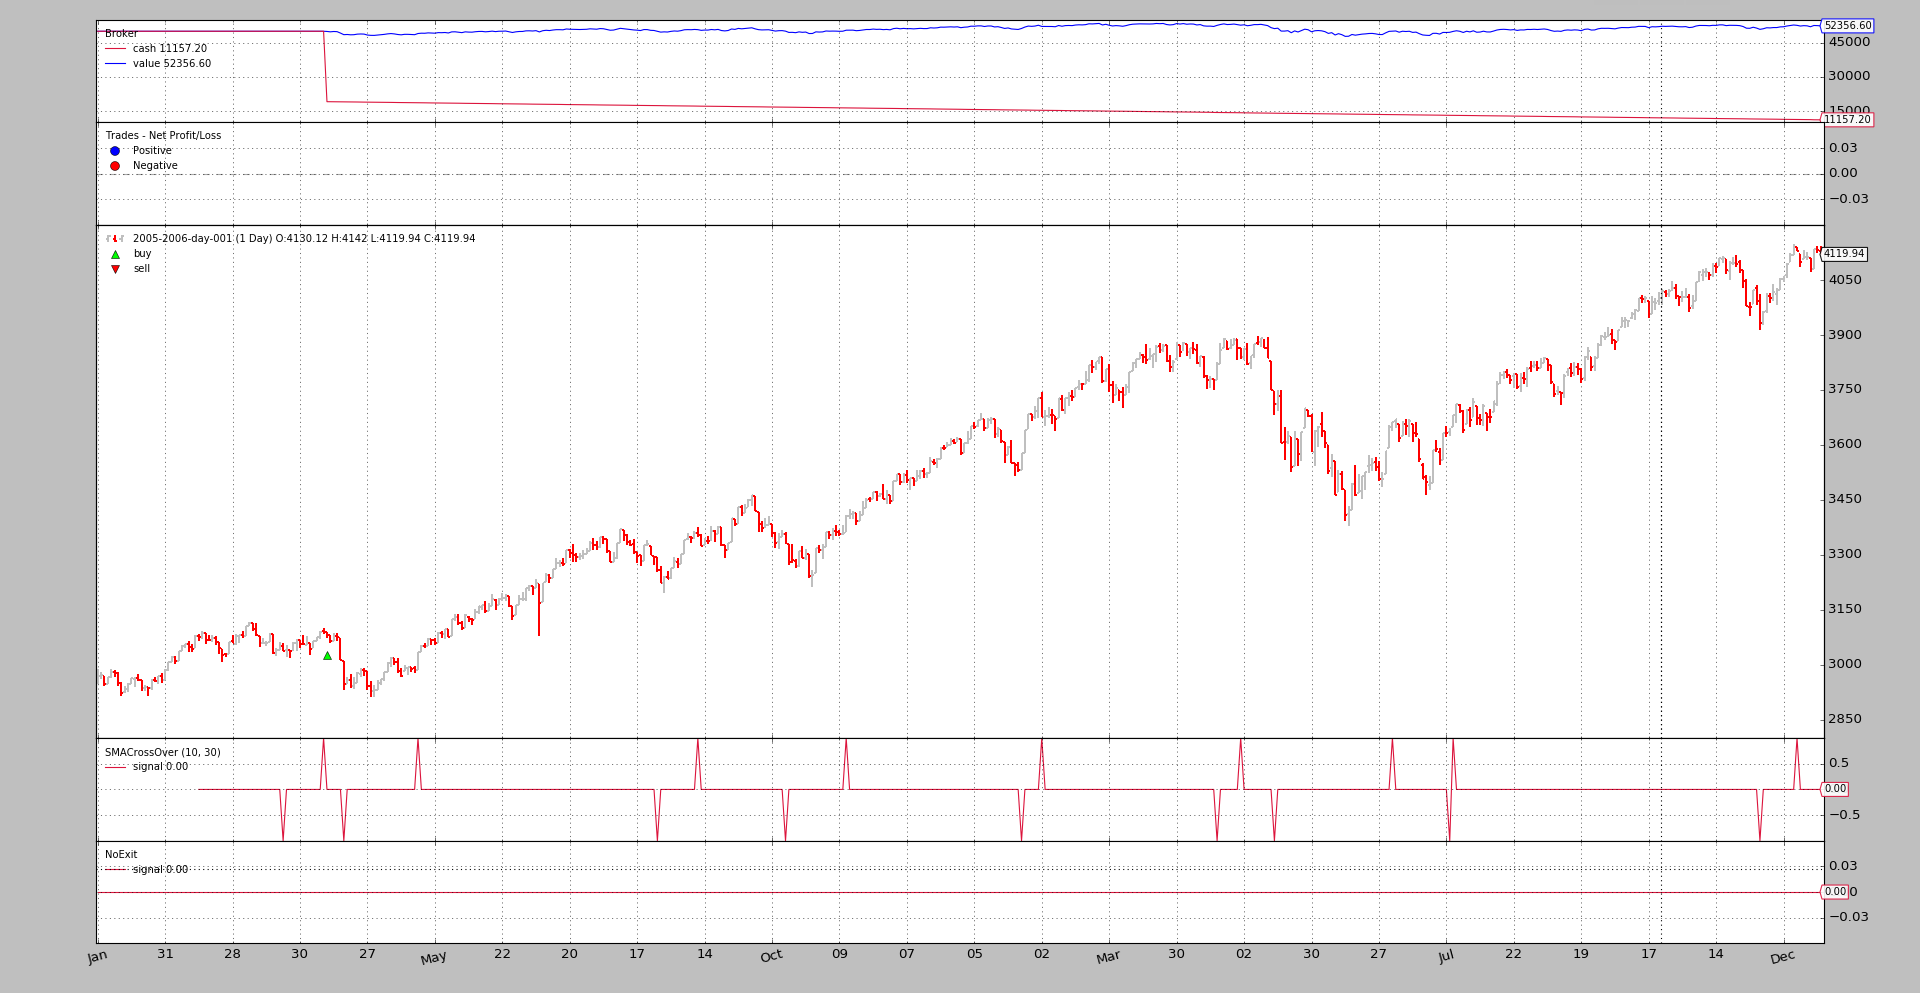 Broker
cash 11157.20
value 52356.60
52356.60
45000
30000
15000
11157.20
Trades - Net Profit/Loss
Positive
Negative
0.03
0.00
−0.03
2005-2006-day-001 (1 Day) O:4130.12 H:4142 L:4119.94 C:4119.94
buy
sell
4119.94
4050
3900
3750
3600
3450
3300
3150
3000
2850
SMACrossOver (10, 30)
signal 0.00
0.5
0.00
−0.5
NoExit
signal 0.00
0.03
0.00 0
−0.03
Jan 31 28 30 27 May 22 20 17 14 Oct 09 07 05 02 Mar 30 02 30 27 Jul 22 19 17 14 Dec